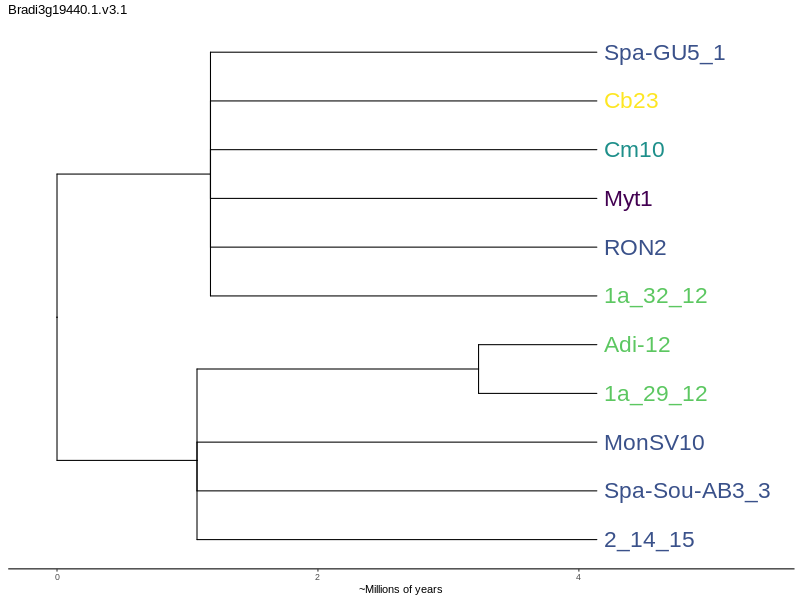 Bradi3g19440.1.v3.1
Spa-GU5_1
Cb23
Cm10
Myt1
RON2
1a_32_12
Adi-12
1a_29_12
MonSV10
Spa-Sou-AB3_3
2_14_15
0 2 4
~Millions of years